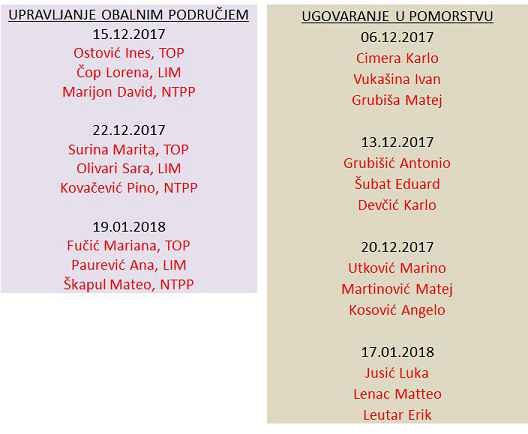 UPRAVLJANJE OBALNIM PODRUČJEM
15.12.2017
Ostović Ines, TOP
Čop Lorena, LIM
Marijon David, NTPP
22.12.2017
Surina Marita, TOP
Olivari Sara, LIM
Kovačević Pino, NTPP
19.01.2018
Fučić Mariana, TOP
Paurević Ana, LIM
Škapul Mateo, NTPP
UGOVARANJE U POMORSTVU
06.12.2017
Cimera Karlo
Vukašina Ivan
Grubiša Matej
13.12.2017
Grubišić Antonio
Šubat Eduard
Devčić Karlo
20.12.2017
Utković Marino
Martinović Matej
Kosović Angelo
17.01.2018
Jusić Luka
Lenac Matteo
Leutar Erik